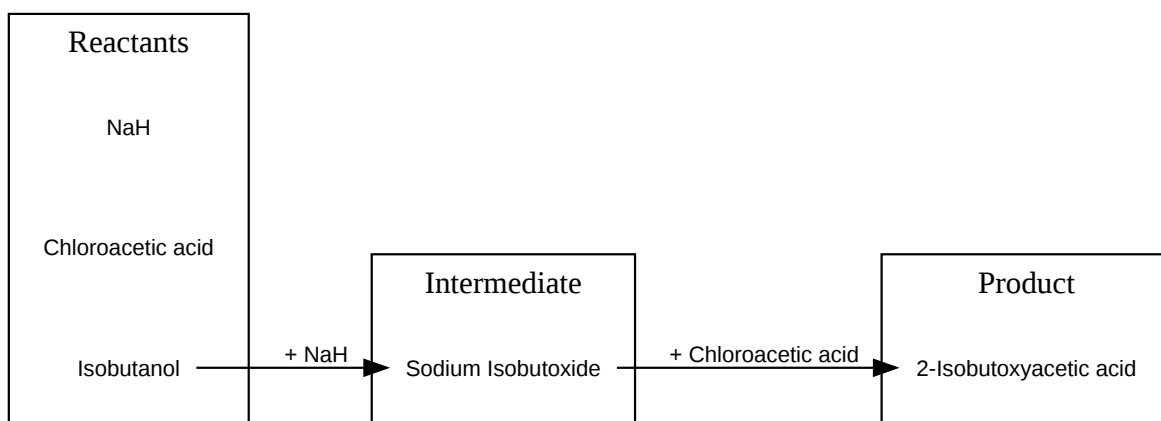 Reactants
NaH
Chloroacetic acid
Isobutanol
+ NaH
Intermediate
Sodium Isobutoxide
+ Chloroacetic acid
Product
2-Isobutoxyacetic acid